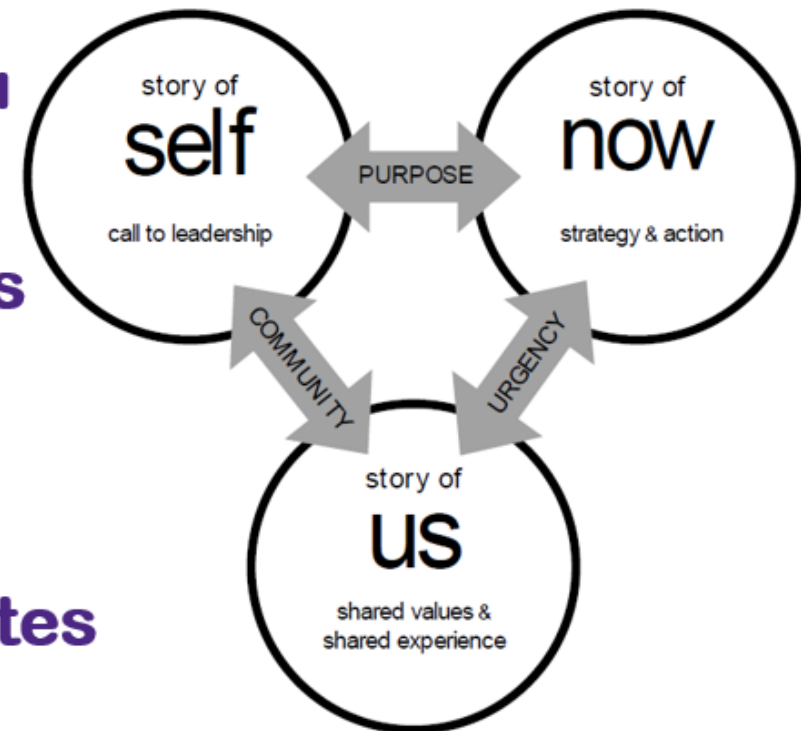 story of
self
call to leadership
PURPOSE
story of
now
strategy & action
COMMUNITY
URGENCY
story of
us
shared values &
shared experience